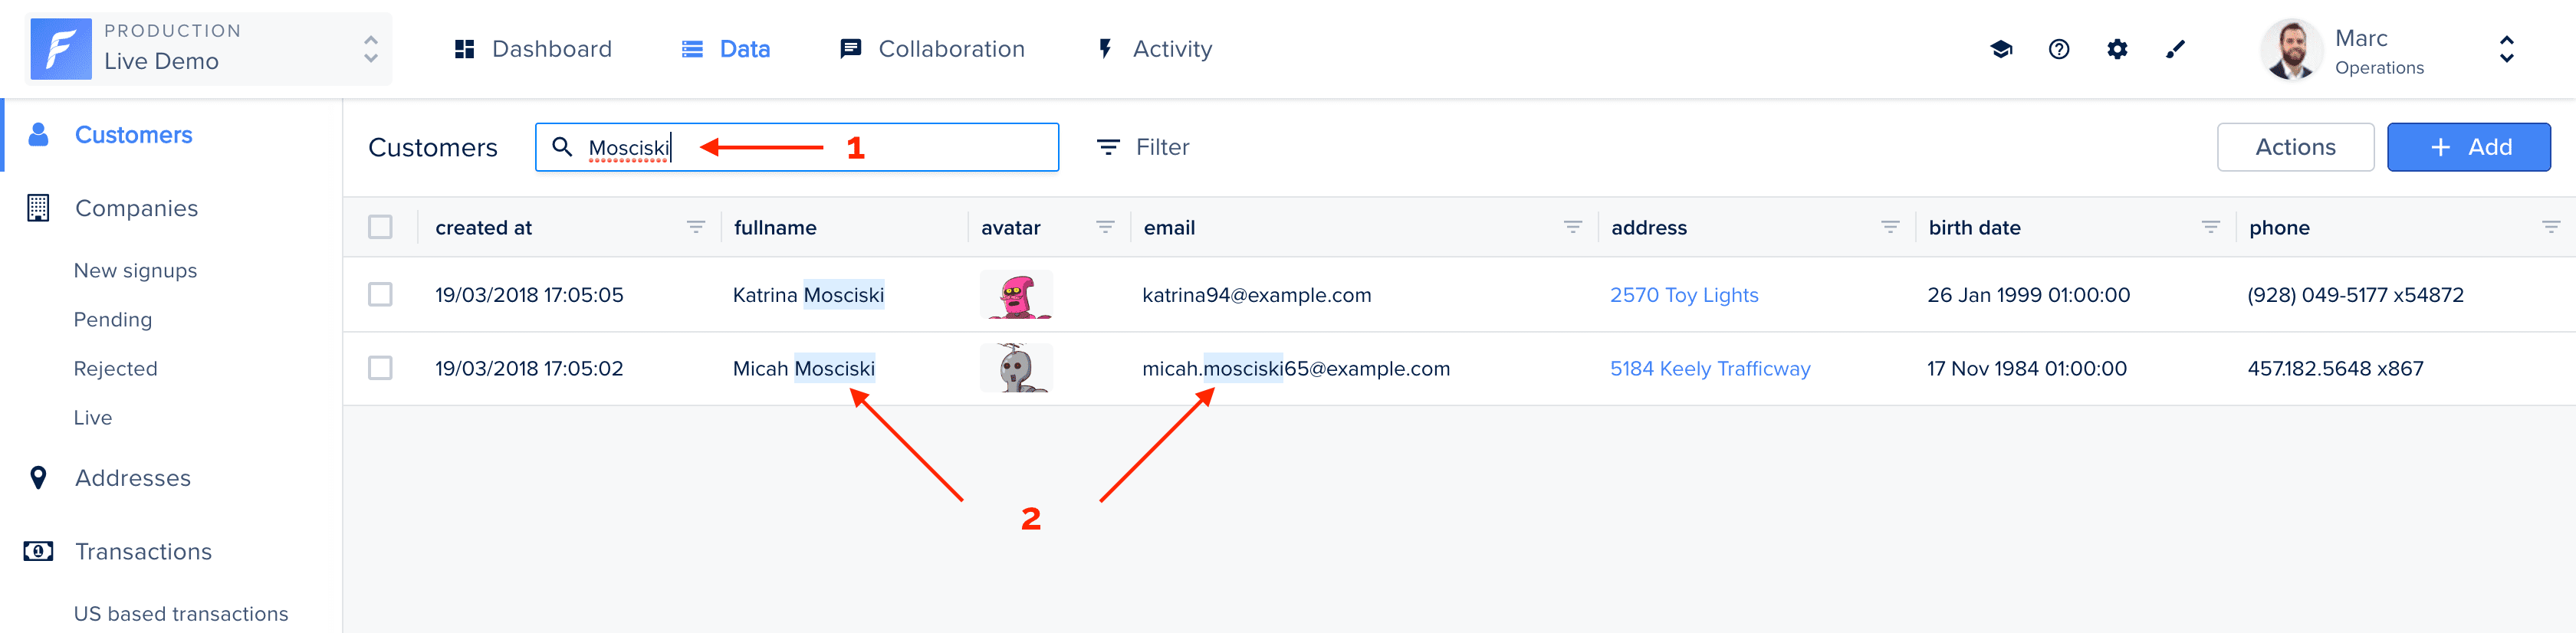 PRODUCTION
Live Demo
Dashboard
Data
Collaboration
Activity
Marc
Operations
Customers
Companies
New signups
Pending
Rejected
Live
Addresses
Transactions
US based transactions
Customers
Mosciski
1
Filter
Actions
+ Add
created at fullname avatar email address birth date phone
19/03/2018 17:05:05 Katrina Mosciski katrina94@example.com 2570 Toy Lights 26 Jan 1999 01:00:00 (928) 049-5177 x54872
19/03/2018 17:05:02 Micah Mosciski micah.mosciski65@example.com 5184 Keely Trafficway 17 Nov 1984 01:00:00 457.182.5648 x867
2